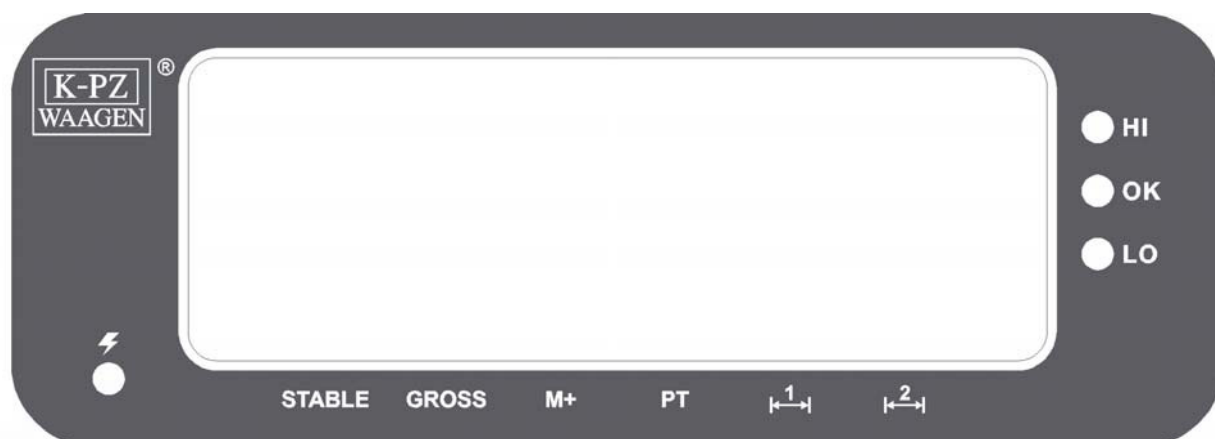 K-PZ ®
WAAGEN
HI
OK
LO
STABLE GROSS M+ PT 1 2